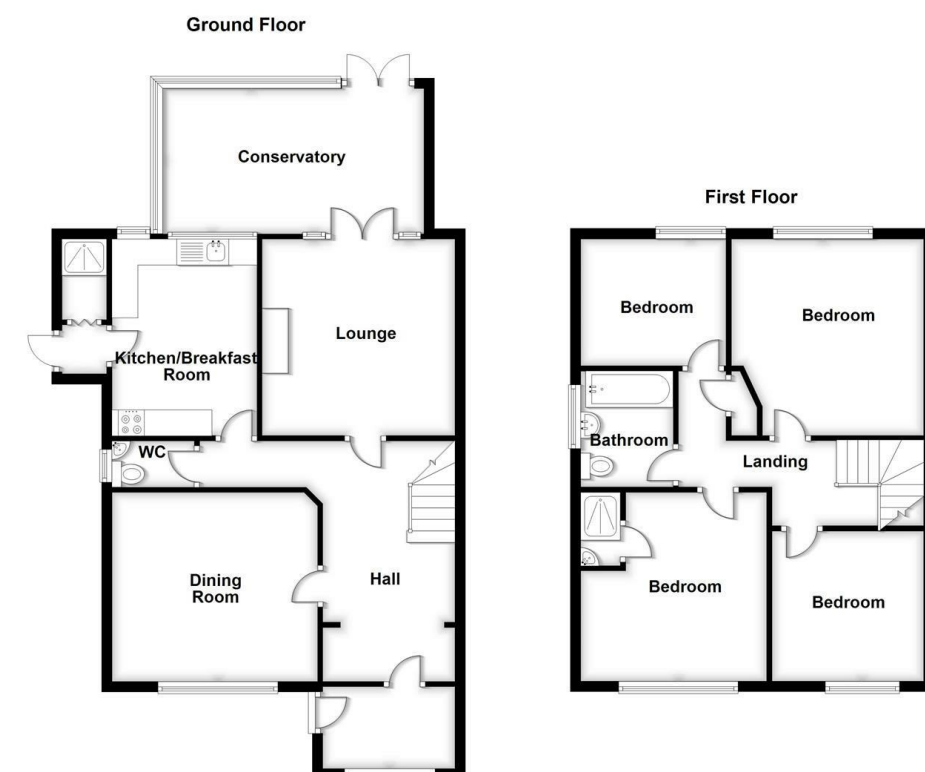 Ground Floor
Conservatory
Kitchen/Breakfast
Room
Lounge
WC
Dining
Room
Hall
First Floor
Bedroom
Bedroom
Bathroom
Landing
Bedroom
Bedroom